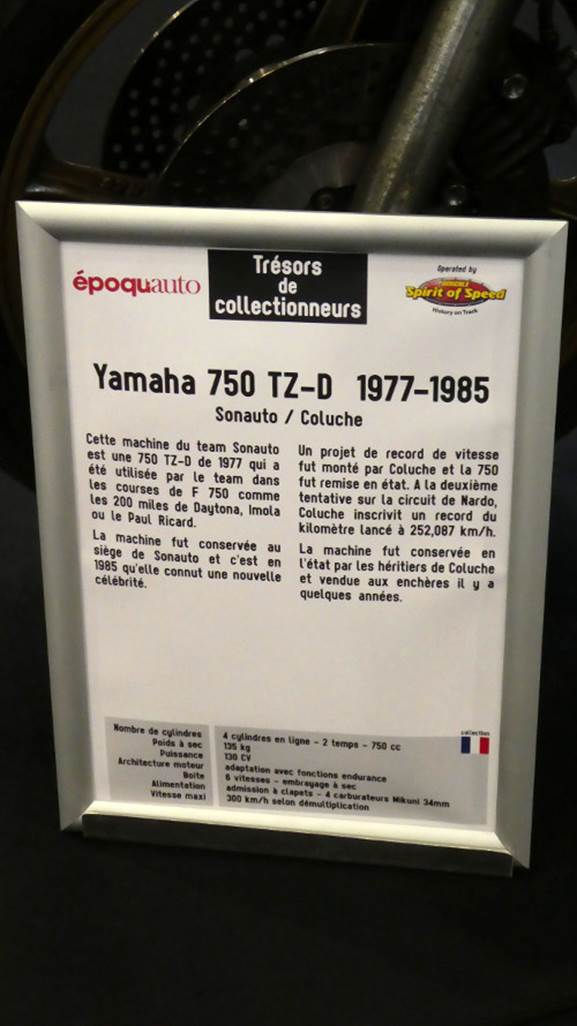 époquauto
Trésors
de
collectionneurs
Operated by
Spirit of Speed
History on Track
Yamaha 750 TZ-D 1977-1985
Sonauto / Coluche
Cette machine du team Sonauto
est une 750 TZ-D de 1977 qui a
été utilisée par le team dans
les courses de F 750 comme
les 200 miles de Daytona, Imola
ou le Paul Ricard.
La machine fut conservée au
siège de Sonauto et c'est en
1985 qu'elle connut une nouvelle
célébrité.
Un projet de record de vitesse
fut monté par Coluche et la 750
fut remise en état. A la deuxième
tentative sur la circuit de Nardo,
Coluche inscrivit un record du
kilomètre lancé à 252,087 km/h.
La machine fut conservée en
l'état par les héritiers de Coluche
et vendue aux enchères il y a
quelques années.
Nombre de cylindres 4 cylindres en ligne - 2 temps - 750 cc
Poids à sec 135 kg
Puissance 130 CV
Architecture moteur adaptation avec fonctions endurance
Boite 6 vitesses - embrayage à sec
Alimentation admission à clapets - 4 carburateurs Mikuni 34mm
Vitesse maxi 300 km/h selon démultiplication
collection